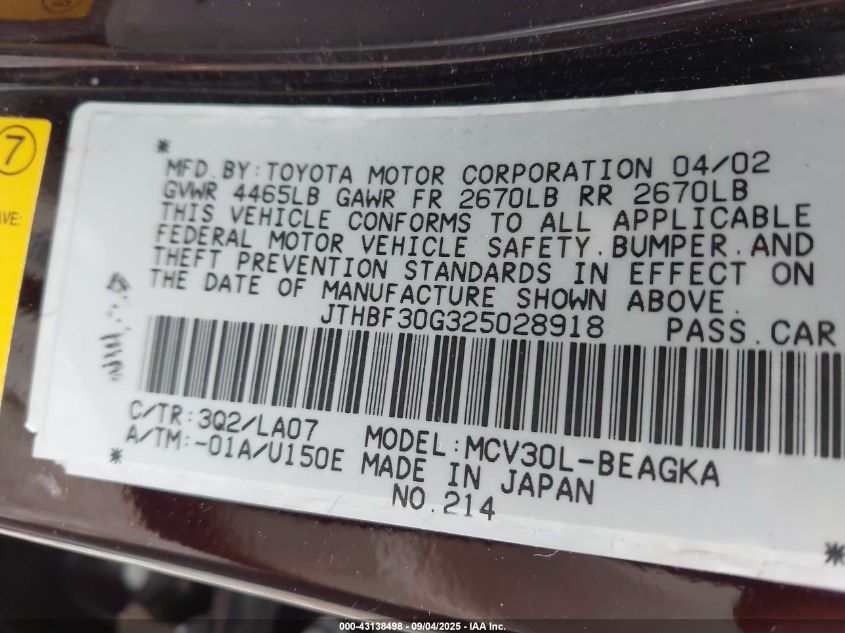 7
AVE:
MFD.BY:TOYOTA MOTOR CORPORATION 04/02
GVWR 4465LB GAWR FR 2670LB RR 2670LB
THIS VEHICLE CONFORMS TO ALL APPLICABLE
FEDERAL MOTOR VEHICLE SAFETY.BUMPER.AND
THEFT PREVENTION STANDARDS IN EFFECT ON
THE DATE OF MANUFACTURE SHOWN ABOVE.
JTHBF30G325028918 PASS.CAR
C/TR:3Q2/LA07 MODEL:MCV30L-BEAGKA
A/TM:-01A/U150E MADE IN JAPAN
NO.214
000-43138498 - 09/04/2025 - IAA Inc.